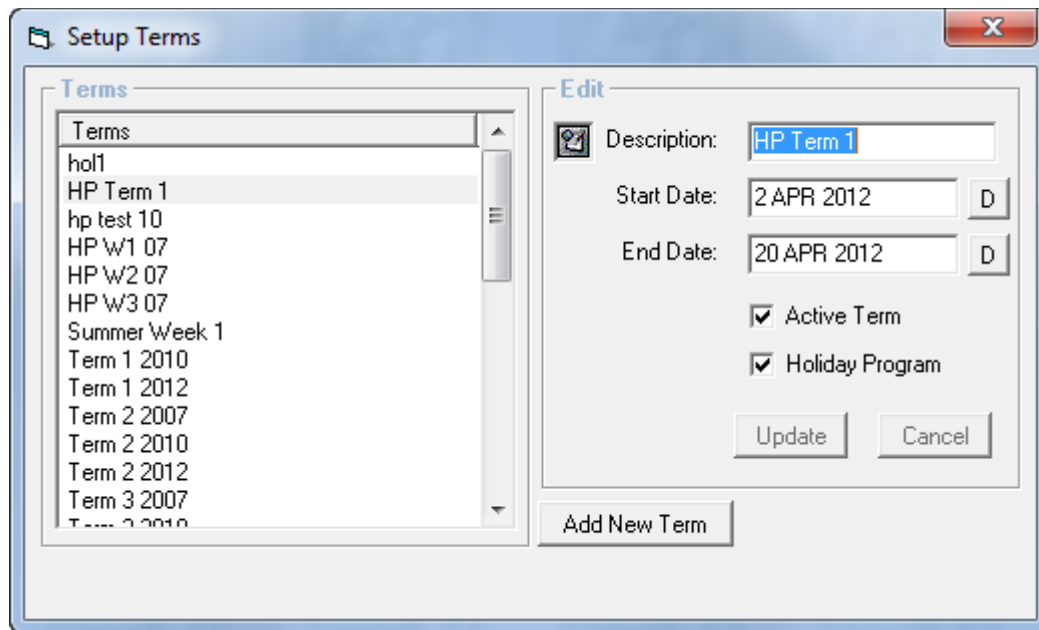 Setup Terms
Terms
Terms
hol1
HP Term 1
hp test 10
HP W1 07
HP W2 07
HP W3 07
Summer Week 1
Term 1 2010
Term 1 2012
Term 2 2007
Term 2 2010
Term 2 2012
Term 3 2007
Edit
Description: HP Term 1
Start Date: 2 APR 2012 D
End Date: 20 APR 2012 D
Active Term
Holiday Program
Update Cancel
Add New Term